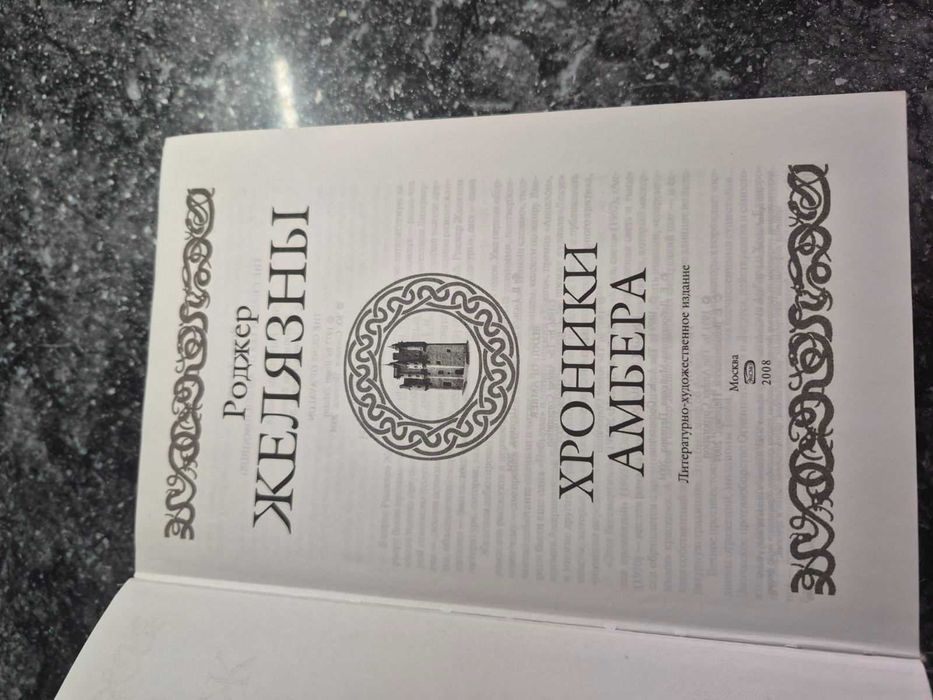 Роджер
ЖЕЛЯЗНЫ
ХРОНИКИ
АМБЕРА
Литературно-художественное издание
Москва
2008